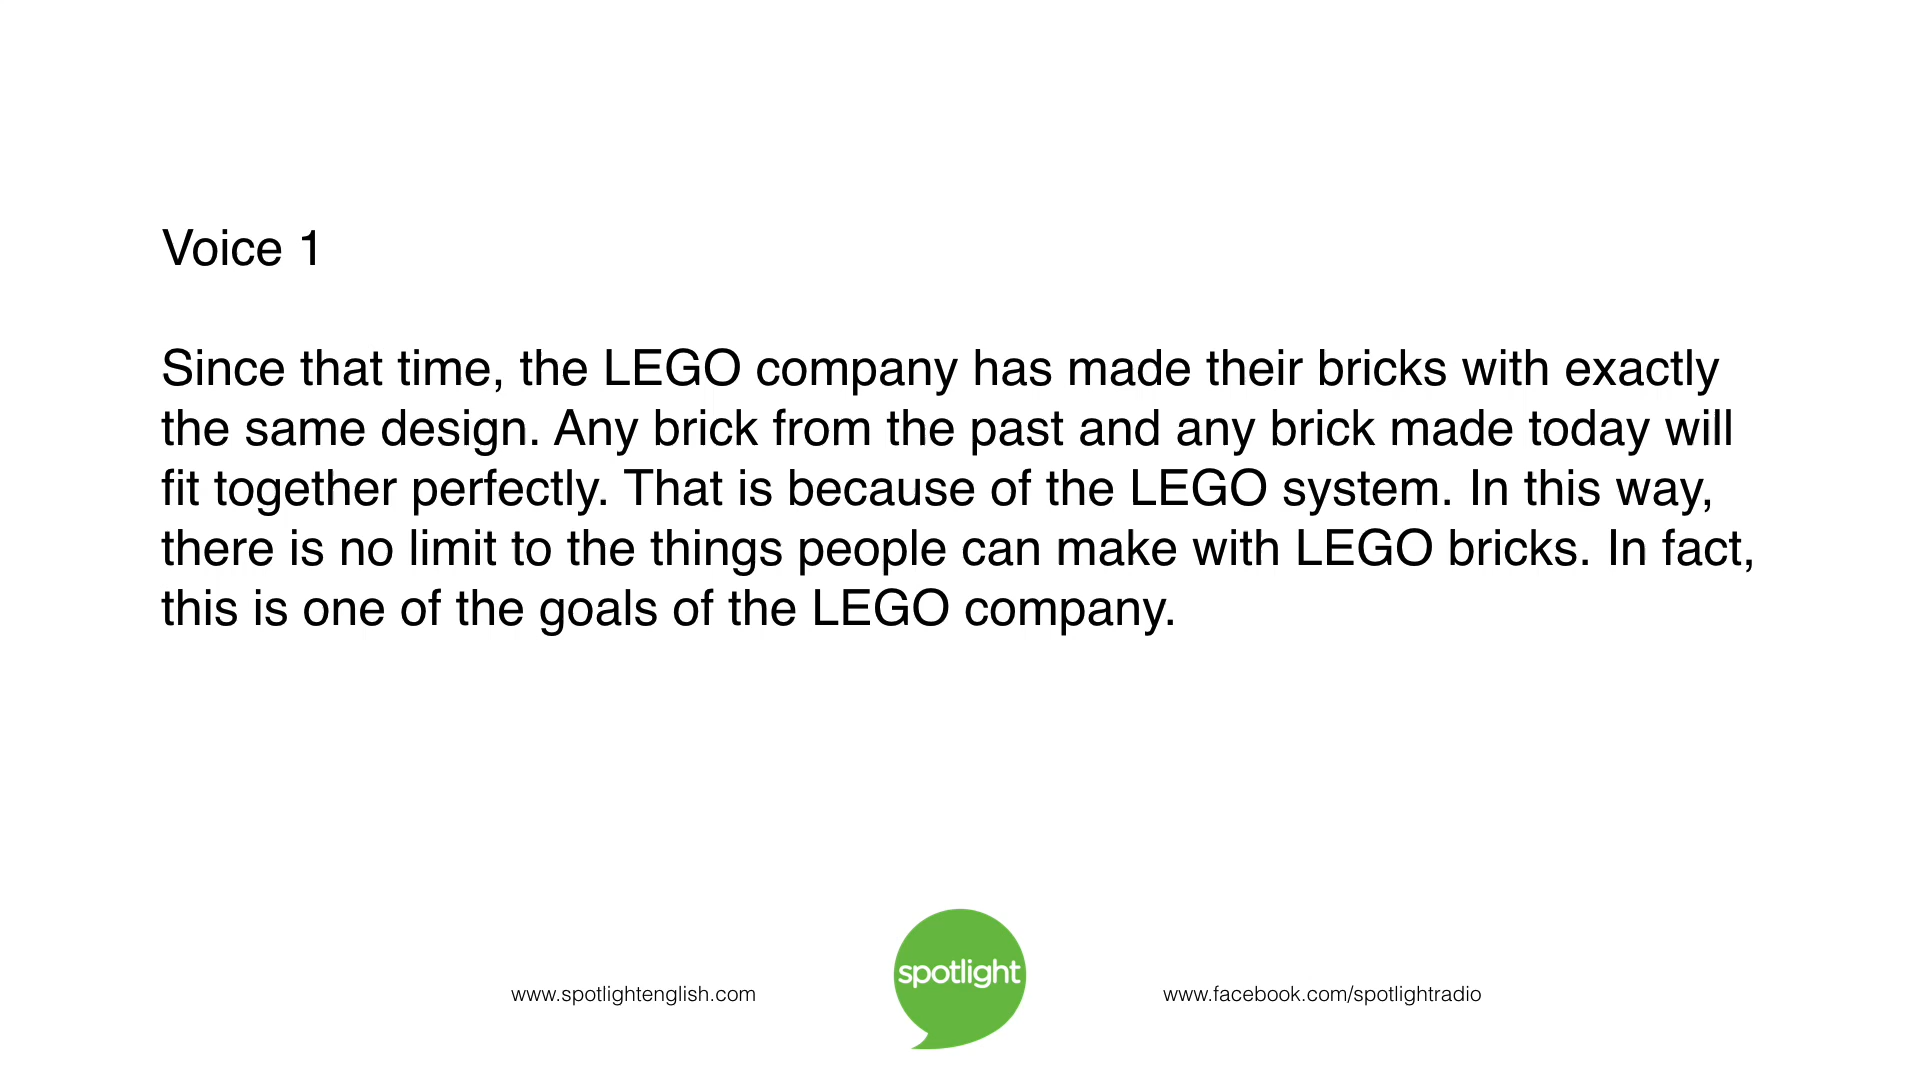 Voice 1
Since that time, the LEGO company has made their bricks with exactly
the same design. Any brick from the past and any brick made today will
fit together perfectly. That is because of the LEGO system. In this way,
there is no limit to the things people can make with LEGO bricks. In fact,
this is one of the goals of the LEGO company.
www.spotlightenglish.com
spotlight
www.facebook.com/spotlightradio